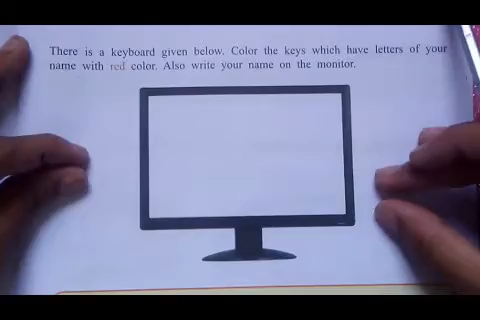 There is a keyboard given below. Color the keys which have letters of your
name with red color. Also write your name on the monitor.